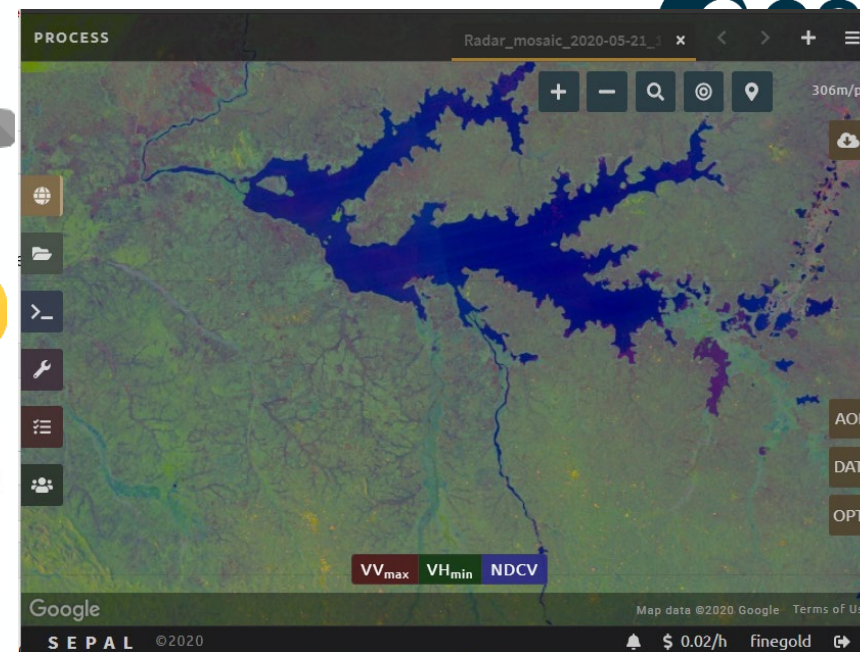 PROCESS
Radar_mosaic_2020-05-21_1
306m/p
AOI
DAT
OPT
VVmax VHmin NDCV
Google
Map data ©2020 Google Terms of Us
SEPAL ©2020
$ 0.02/h finegold